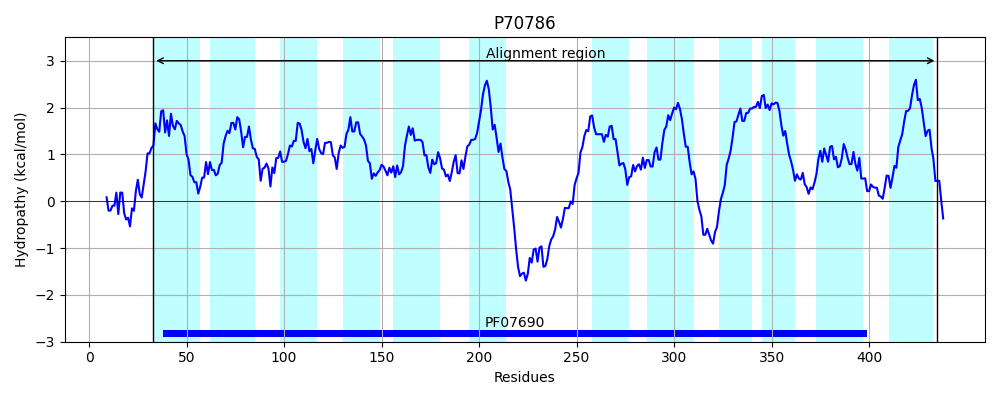 P70786
Alignment region
Hydropathy (kcal/mol)
3
2
1
0
−1
−2
−3
PF07690
0 50 100 150 200 250 300 350 400
Residues